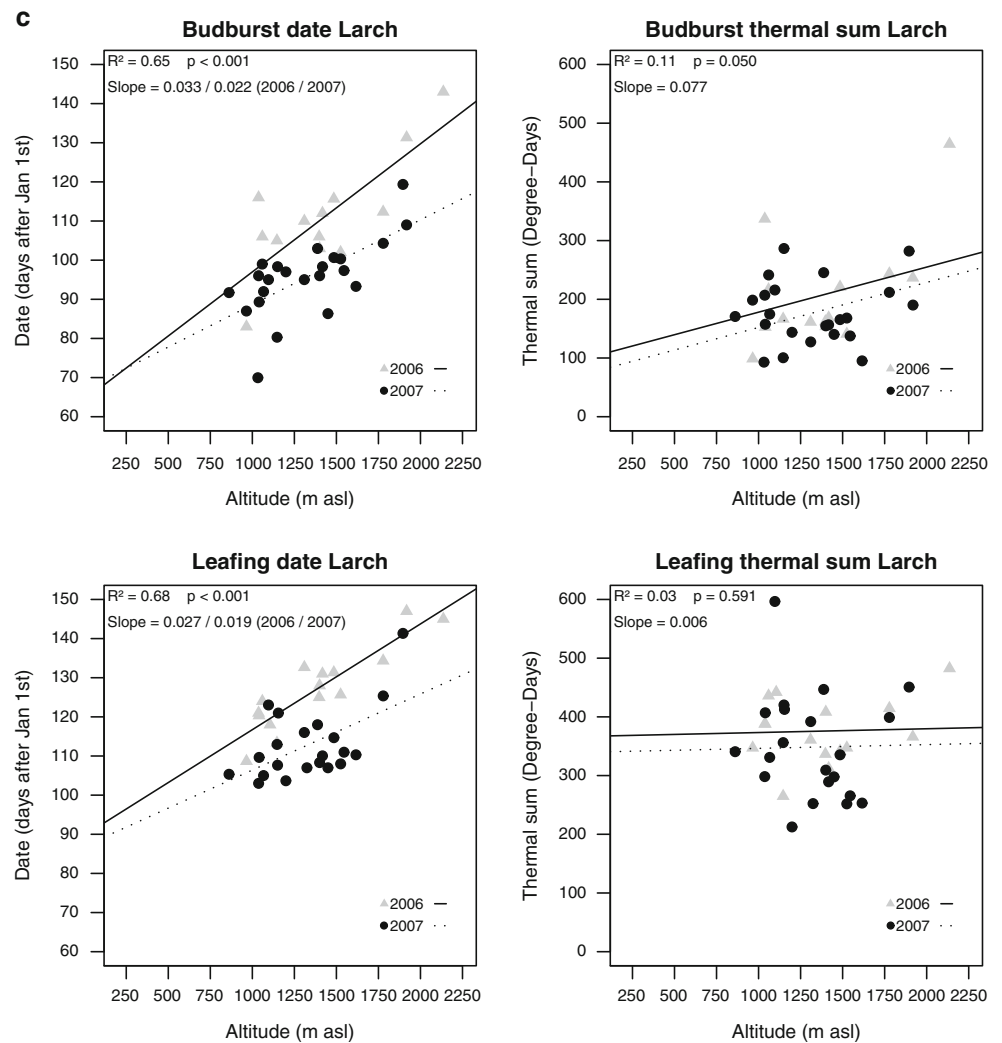 c
Budburst date Larch
R² = 0.65 p < 0.001
Slope = 0.033 / 0.022 (2006 / 2007)
Date (days after Jan 1st)
150
140
130
120
110
100
90
80
70
60
2006
2007
250 500 750 1000 1250 1500 1750 2000 2250
Altitude (m asl)
Budburst thermal sum Larch
R² = 0.11 p = 0.050
Slope = 0.077
Thermal sum (Degree−Days)
600
500
400
300
200
100
0
2006
2007
250 500 750 1000 1250 1500 1750 2000 2250
Altitude (m asl)
Leafing date Larch
R² = 0.68 p < 0.001
Slope = 0.027 / 0.019 (2006 / 2007)
Date (days after Jan 1st)
150
140
130
120
110
100
90
80
70
60
2006
2007
250 500 750 1000 1250 1500 1750 2000 2250
Altitude (m asl)
Leafing thermal sum Larch
R² = 0.03 p = 0.591
Slope = 0.006
Thermal sum (Degree−Days)
600
500
400
300
200
100
0
2006
2007
250 500 750 1000 1250 1500 1750 2000 2250
Altitude (m asl)